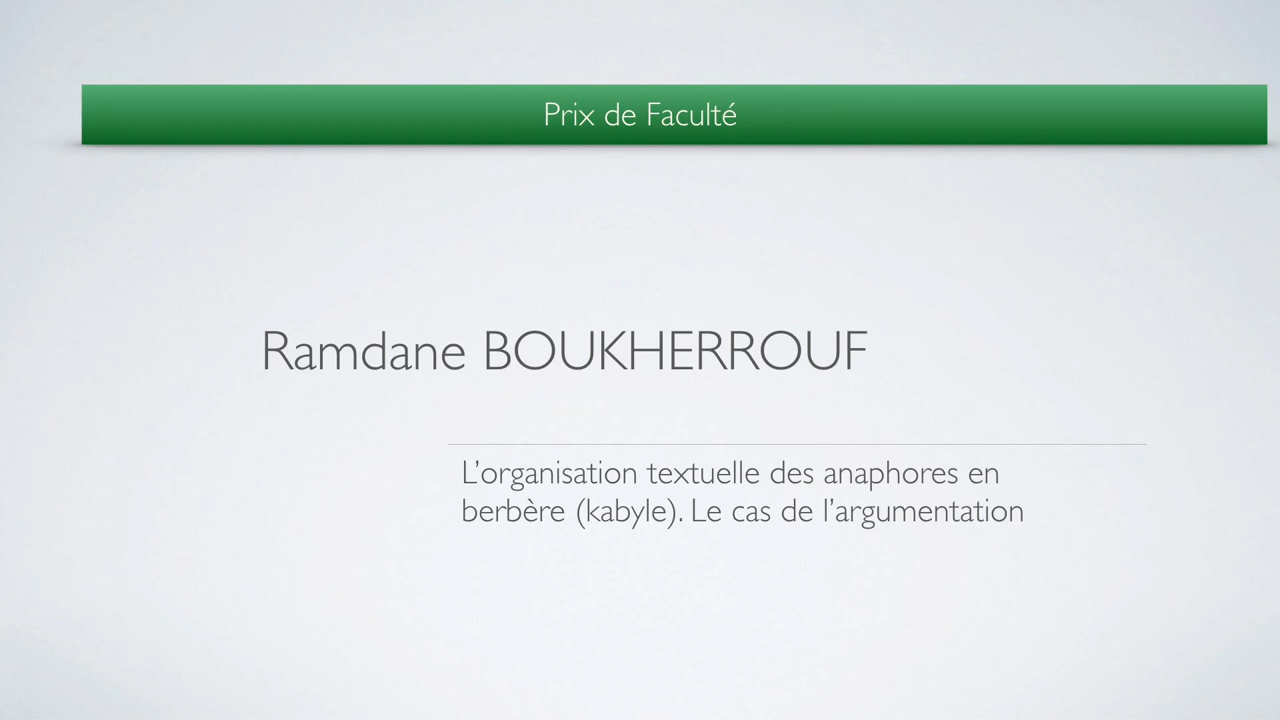 Prix de Faculté
Ramdane BOUKHERROUF
L’organisation textuelle des anaphores en
berbère (kabyle). Le cas de l’argumentation